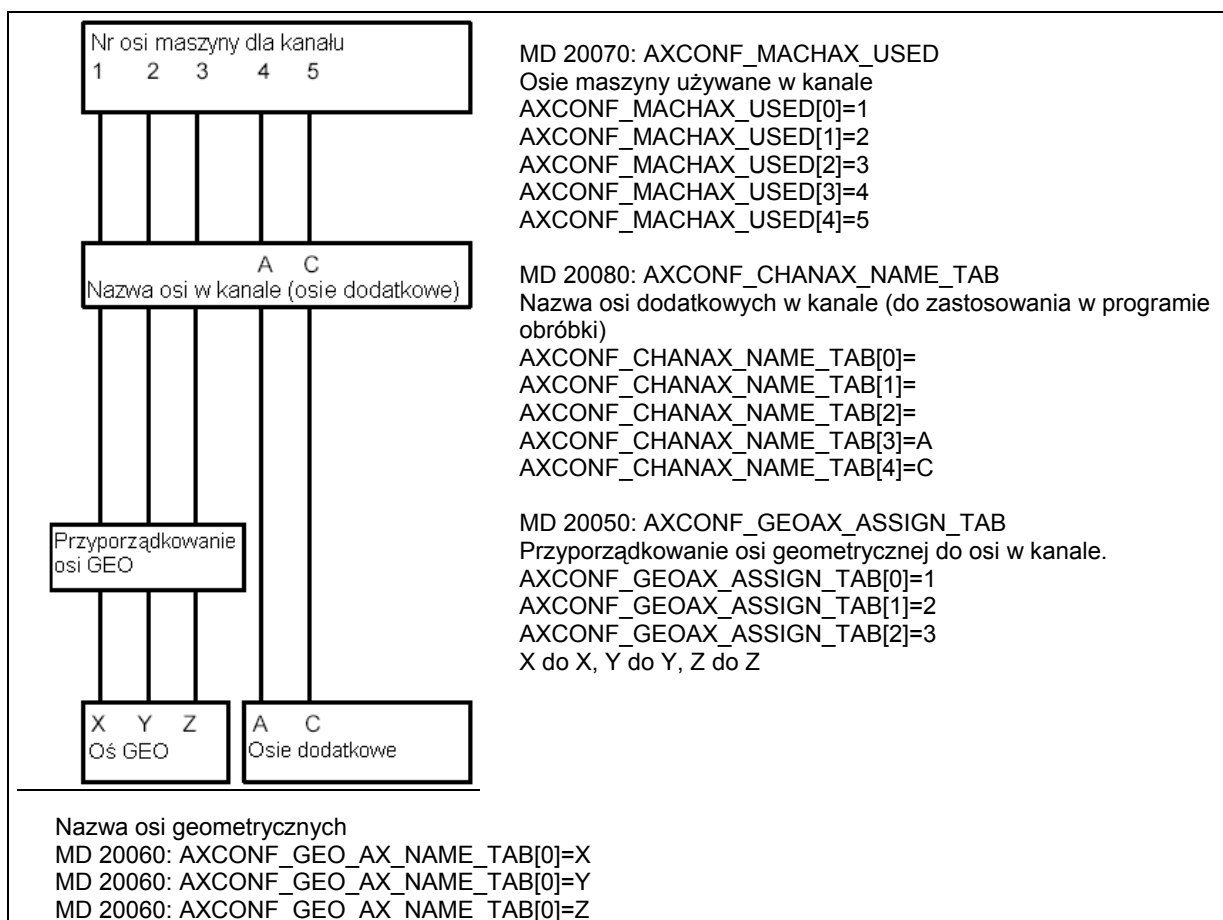 Nr osi maszyny dla kanału
1 2 3 4 5
A C
Nazwa osi w kanale (osie dodatkowe)
Przyporządkowanie
osi GEO
X Y Z
Oś GEO
A C
Osie dodatkowe
MD 20070: AXCONF_MACHAX_USED
Osie maszyny używane w kanale
AXCONF_MACHAX_USED[0]=1
AXCONF_MACHAX_USED[1]=2
AXCONF_MACHAX_USED[2]=3
AXCONF_MACHAX_USED[3]=4
AXCONF_MACHAX_USED[4]=5
MD 20080: AXCONF_CHANAX_NAME_TAB
Nazwa osi dodatkowych w kanale (do zastosowania w programie
obróbki)
AXCONF_CHANAX_NAME_TAB[0]=
AXCONF_CHANAX_NAME_TAB[1]=
AXCONF_CHANAX_NAME_TAB[2]=
AXCONF_CHANAX_NAME_TAB[3]=A
AXCONF_CHANAX_NAME_TAB[4]=C
MD 20050: AXCONF_GEOAX_ASSIGN_TAB
Przyporządkowanie osi geometrycznej do osi w kanale.
AXCONF_GEOAX_ASSIGN_TAB[0]=1
AXCONF_GEOAX_ASSIGN_TAB[1]=2
AXCONF_GEOAX_ASSIGN_TAB[2]=3
X do X, Y do Y, Z do Z
Nazwa osi geometrycznych
MD 20060: AXCONF_GEO_AX_NAME_TAB[0]=X
MD 20060: AXCONF_GEO_AX_NAME_TAB[0]=Y
MD 20060: AXCONF_GEO_AX_NAME_TAB[0]=Z